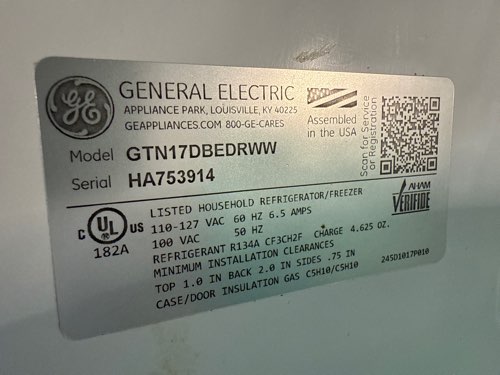 GE
GENERAL ELECTRIC
APPLIANCE PARK, LOUISVILLE, KY 40225
GEAPPLIANCES.COM 800-GE-CARES
Assembled
in the USA
Scan for Service
or Registration
Model GTN17DBEDRWW
Serial HA753914
C UL US
182A
LISTED HOUSEHOLD REFRIGERATOR/FREEZER
110-127 VAC 60 HZ 6.5 AMPS
100 VAC 50 HZ
REFRIGERANT R134A CF3CH2F CHARGE 4.625 OZ.
MINIMUM INSTALLATION CLEARANCES
TOP 1.0 IN BACK 2.0 IN SIDES .75 IN
CASE/DOOR INSULATION GAS C5H10/C5H10
AHAM
VERIFIDE
245D1017P010